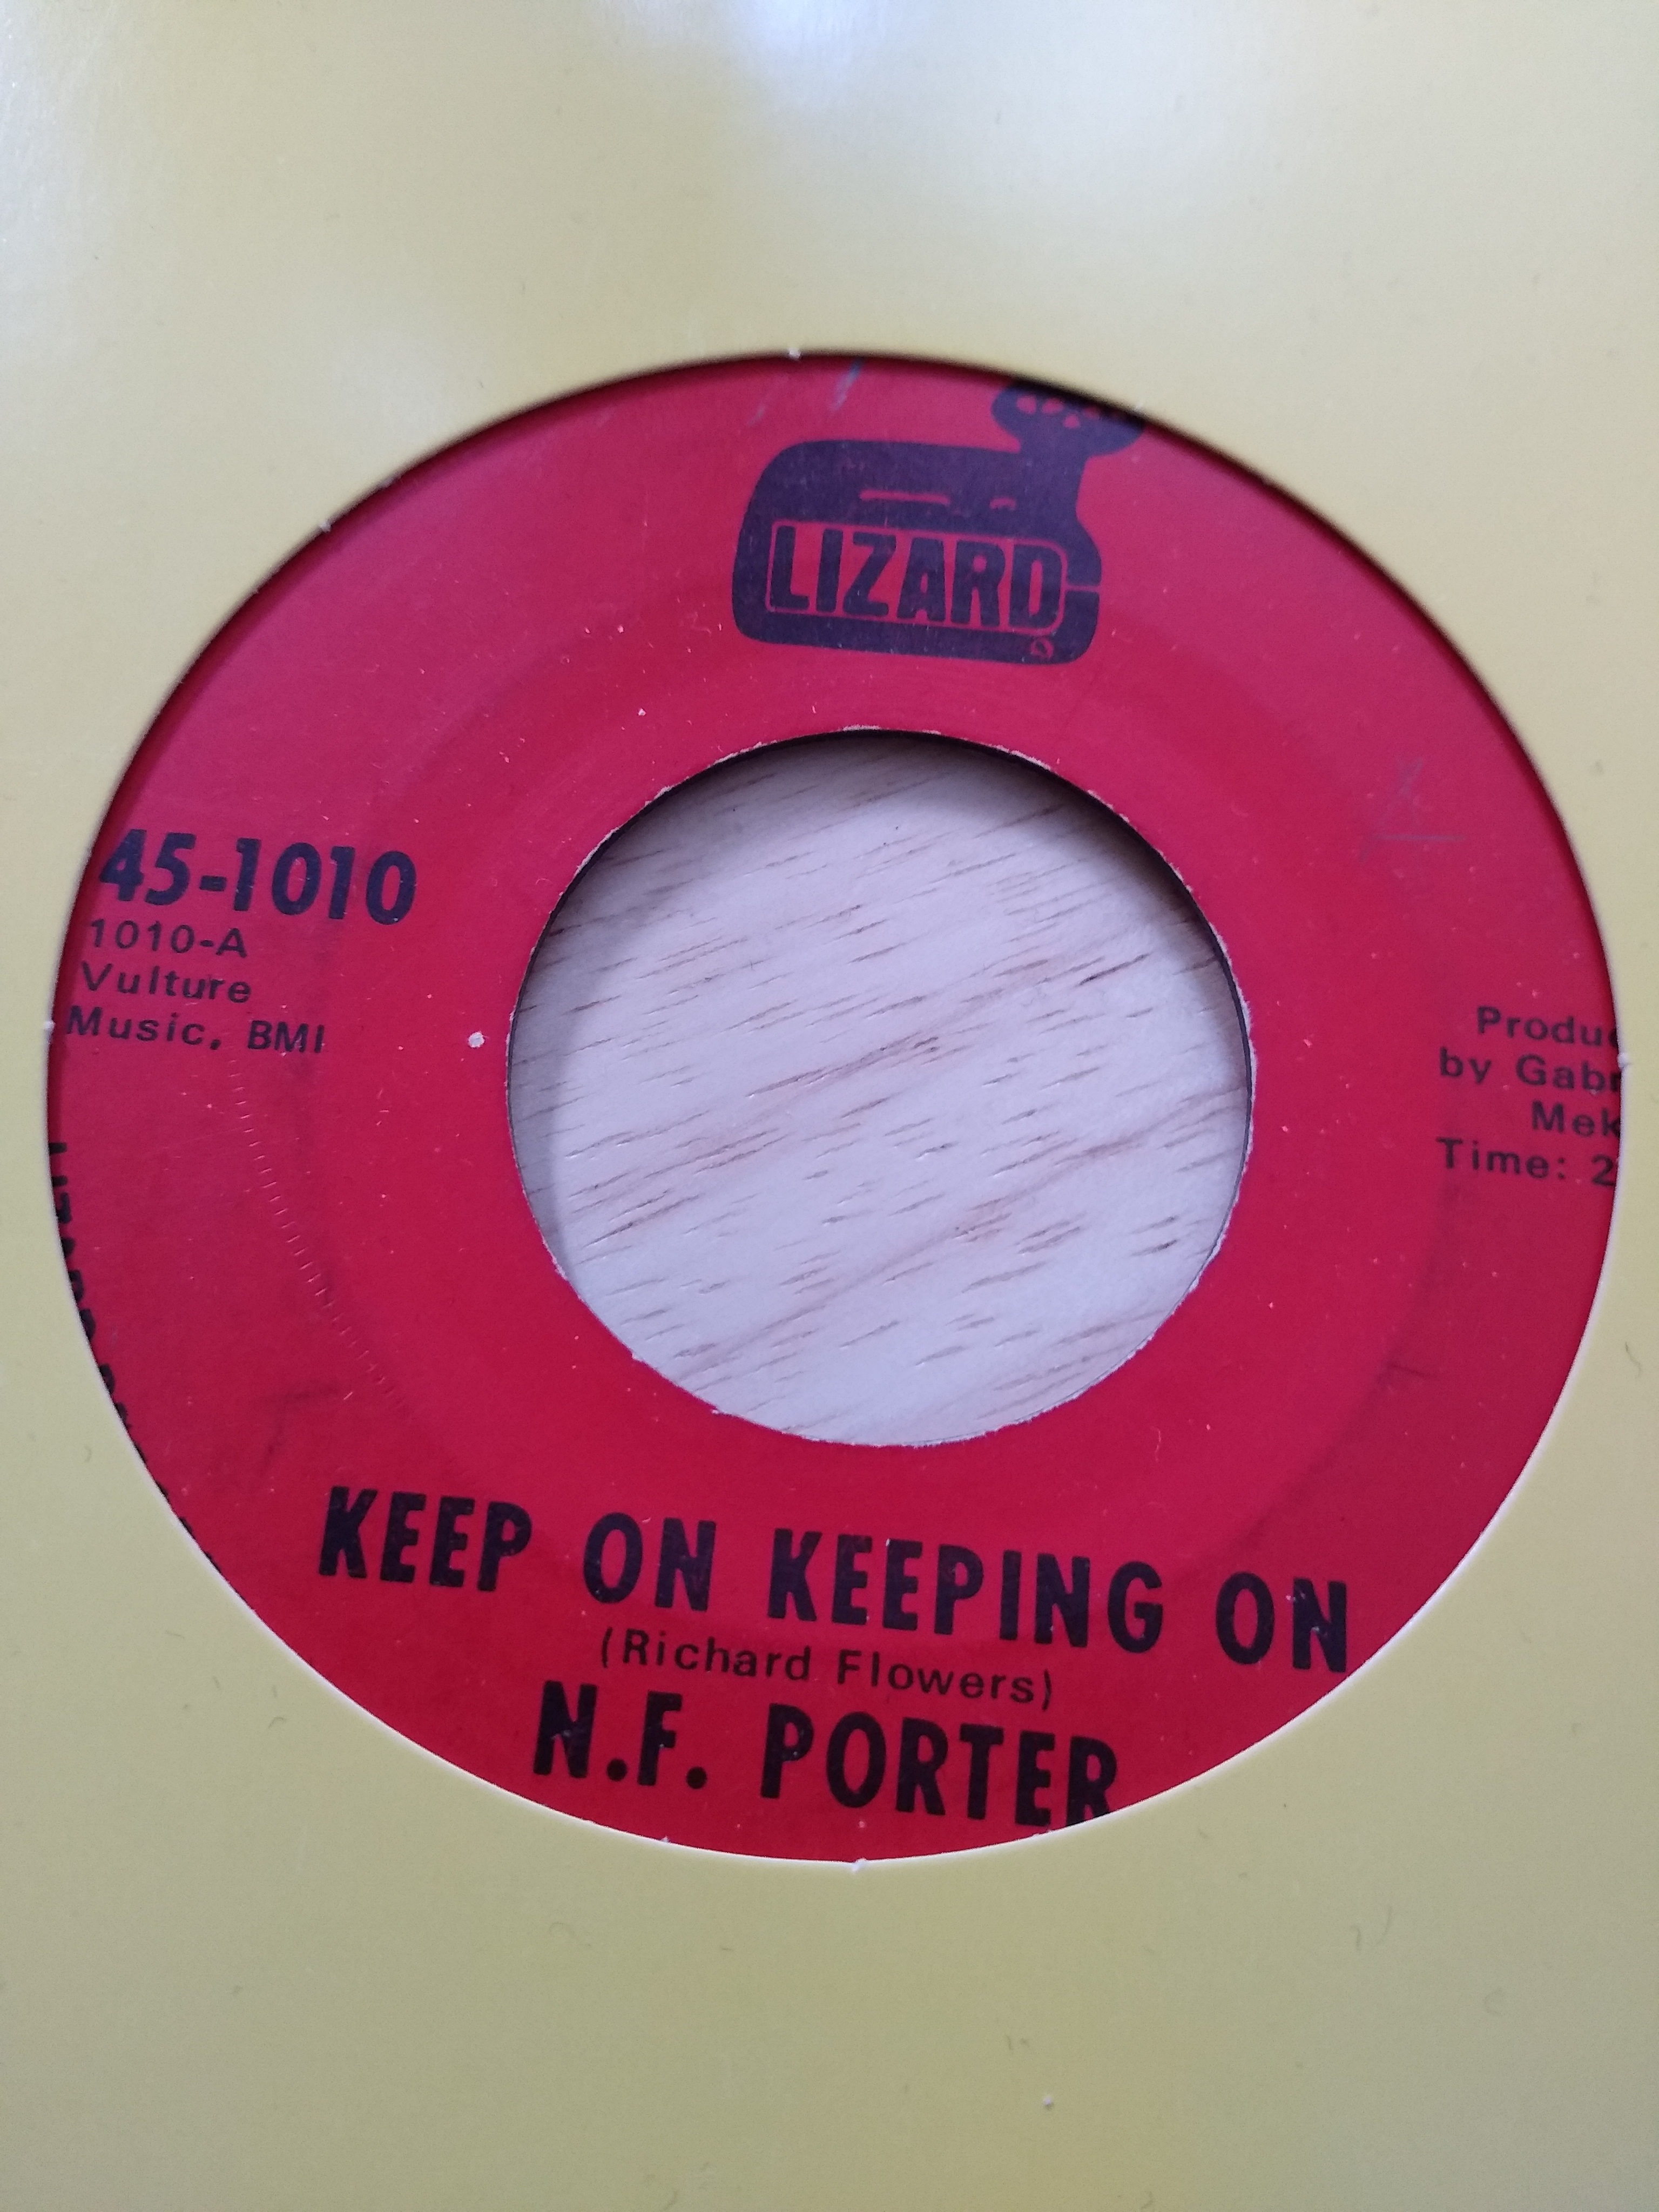 LIZARD
45-1010
1010-A
Vulture
Music, BMI
Produc
by Gabr
Mek
Time: 2
KEEP ON KEEPING ON
(Richard Flowers)
N.F. PORTER